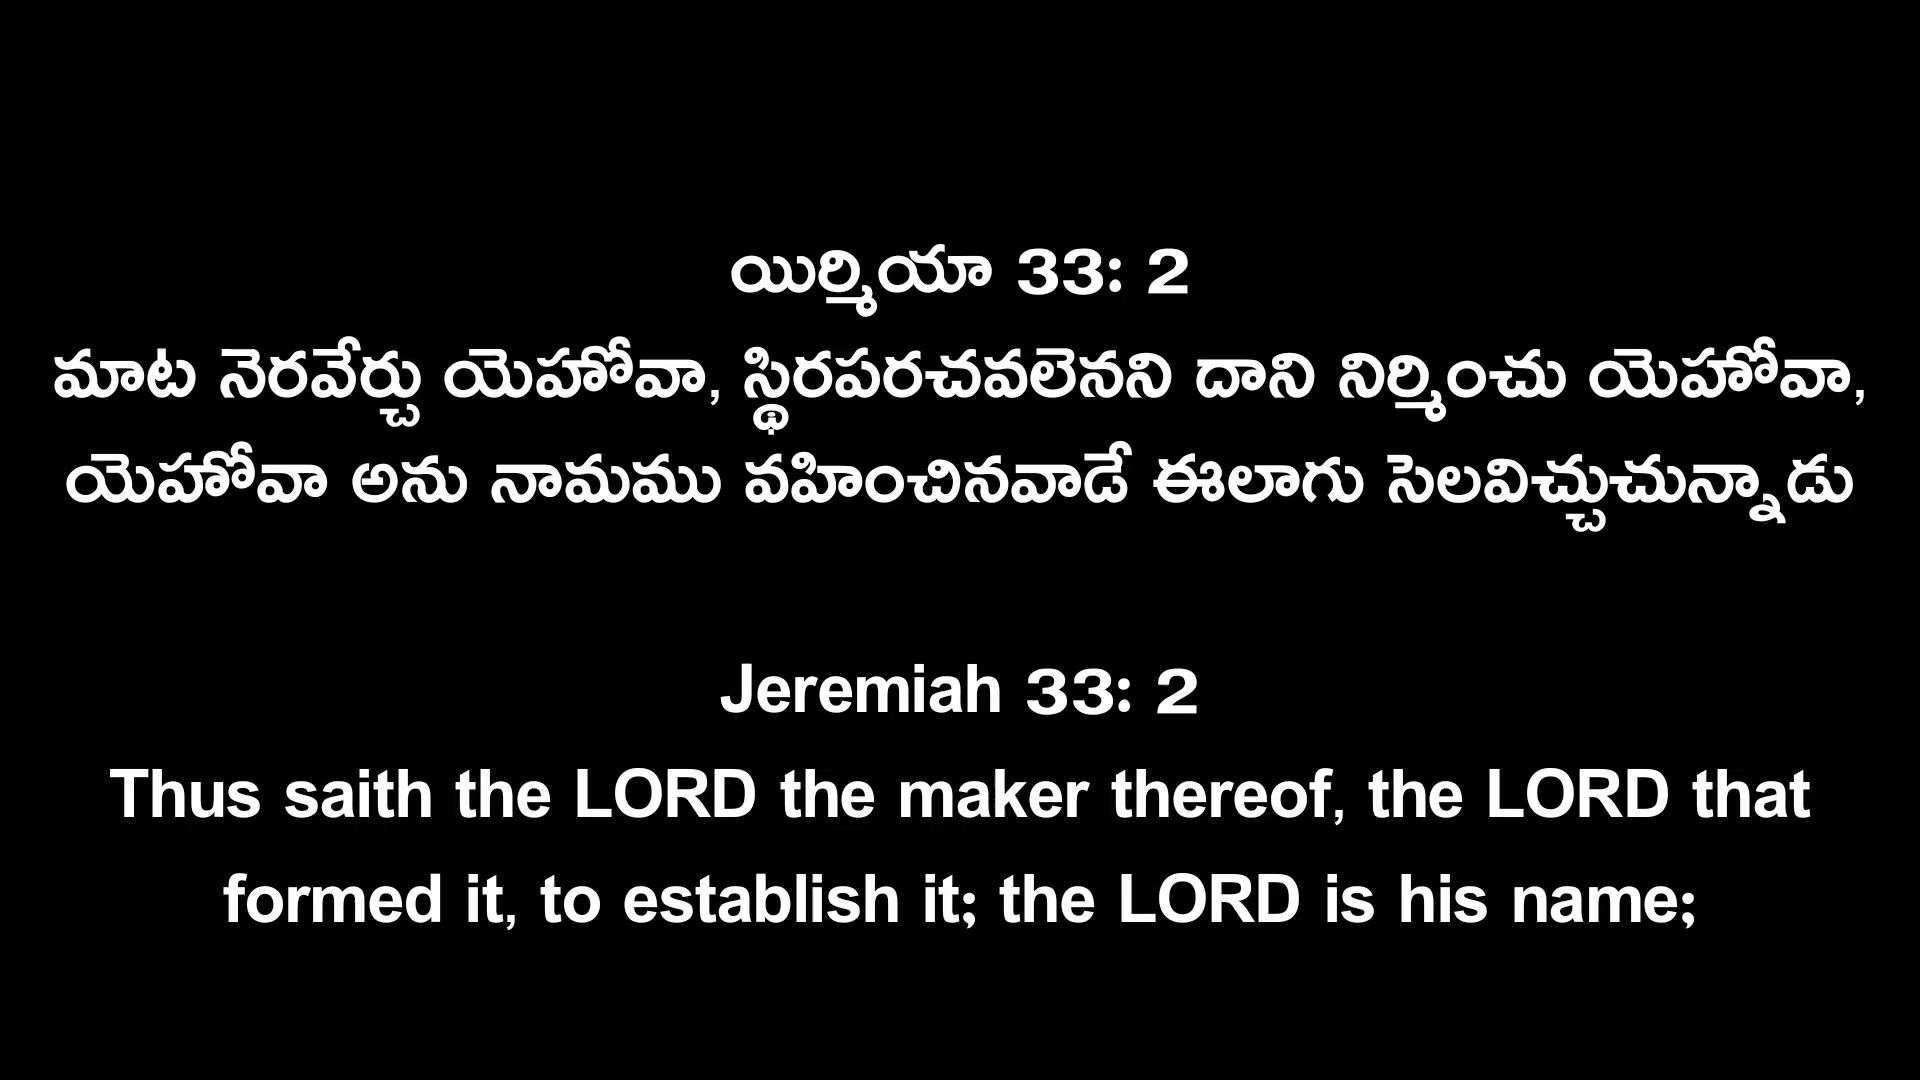 యిర్మియా 33: 2
మాట నెరవేర్చు యెహోవా, స్థిరపరచవలెనని దాని నిర్మించు యెహోవా,
యెహోవా అను నామము వహించినవాడే ఈలాగు సెలవిచ్చుచున్నాడు
Jeremiah 33: 2
Thus saith the LORD the maker thereof, the LORD that
formed it, to establish it; the LORD is his name;